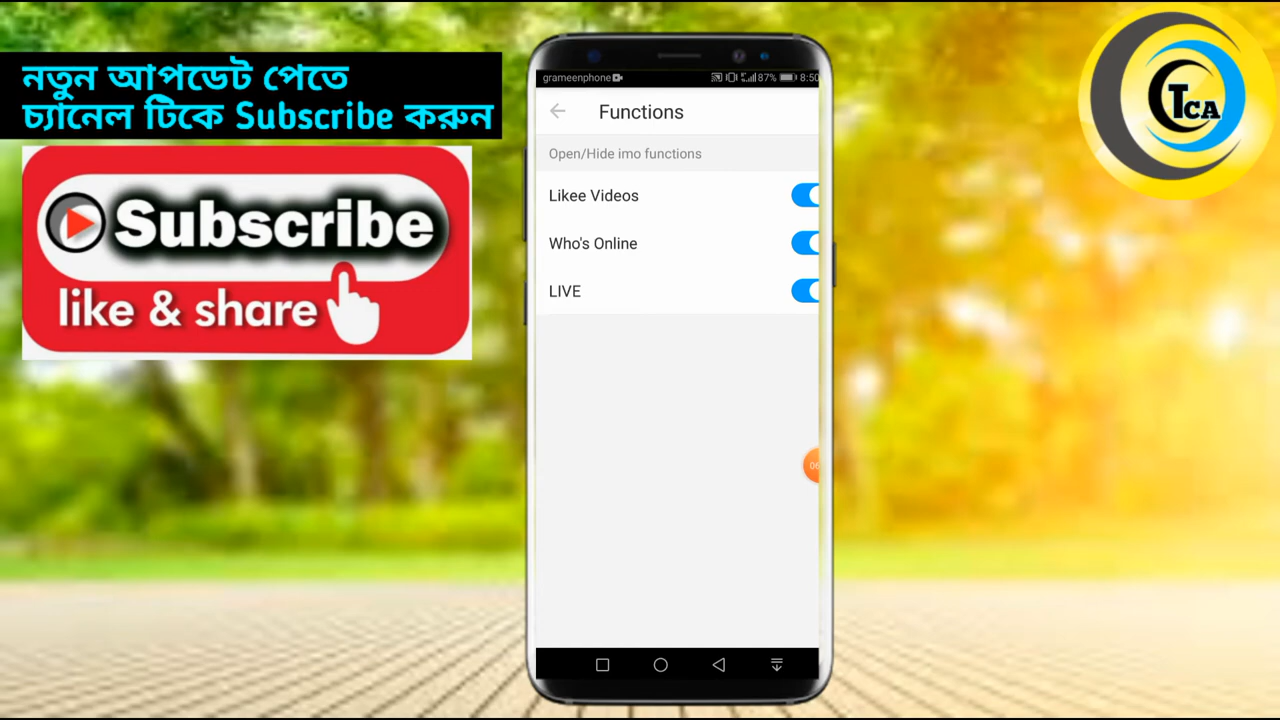 নতুন আপডেট পেতে
চ্যানেল টিকে Subscribe করুন
Subscribe
like & share
grameenphone
87% 8:50
Functions
Open/Hide imo functions
Likee Videos
Who's Online
LIVE
06
TCA